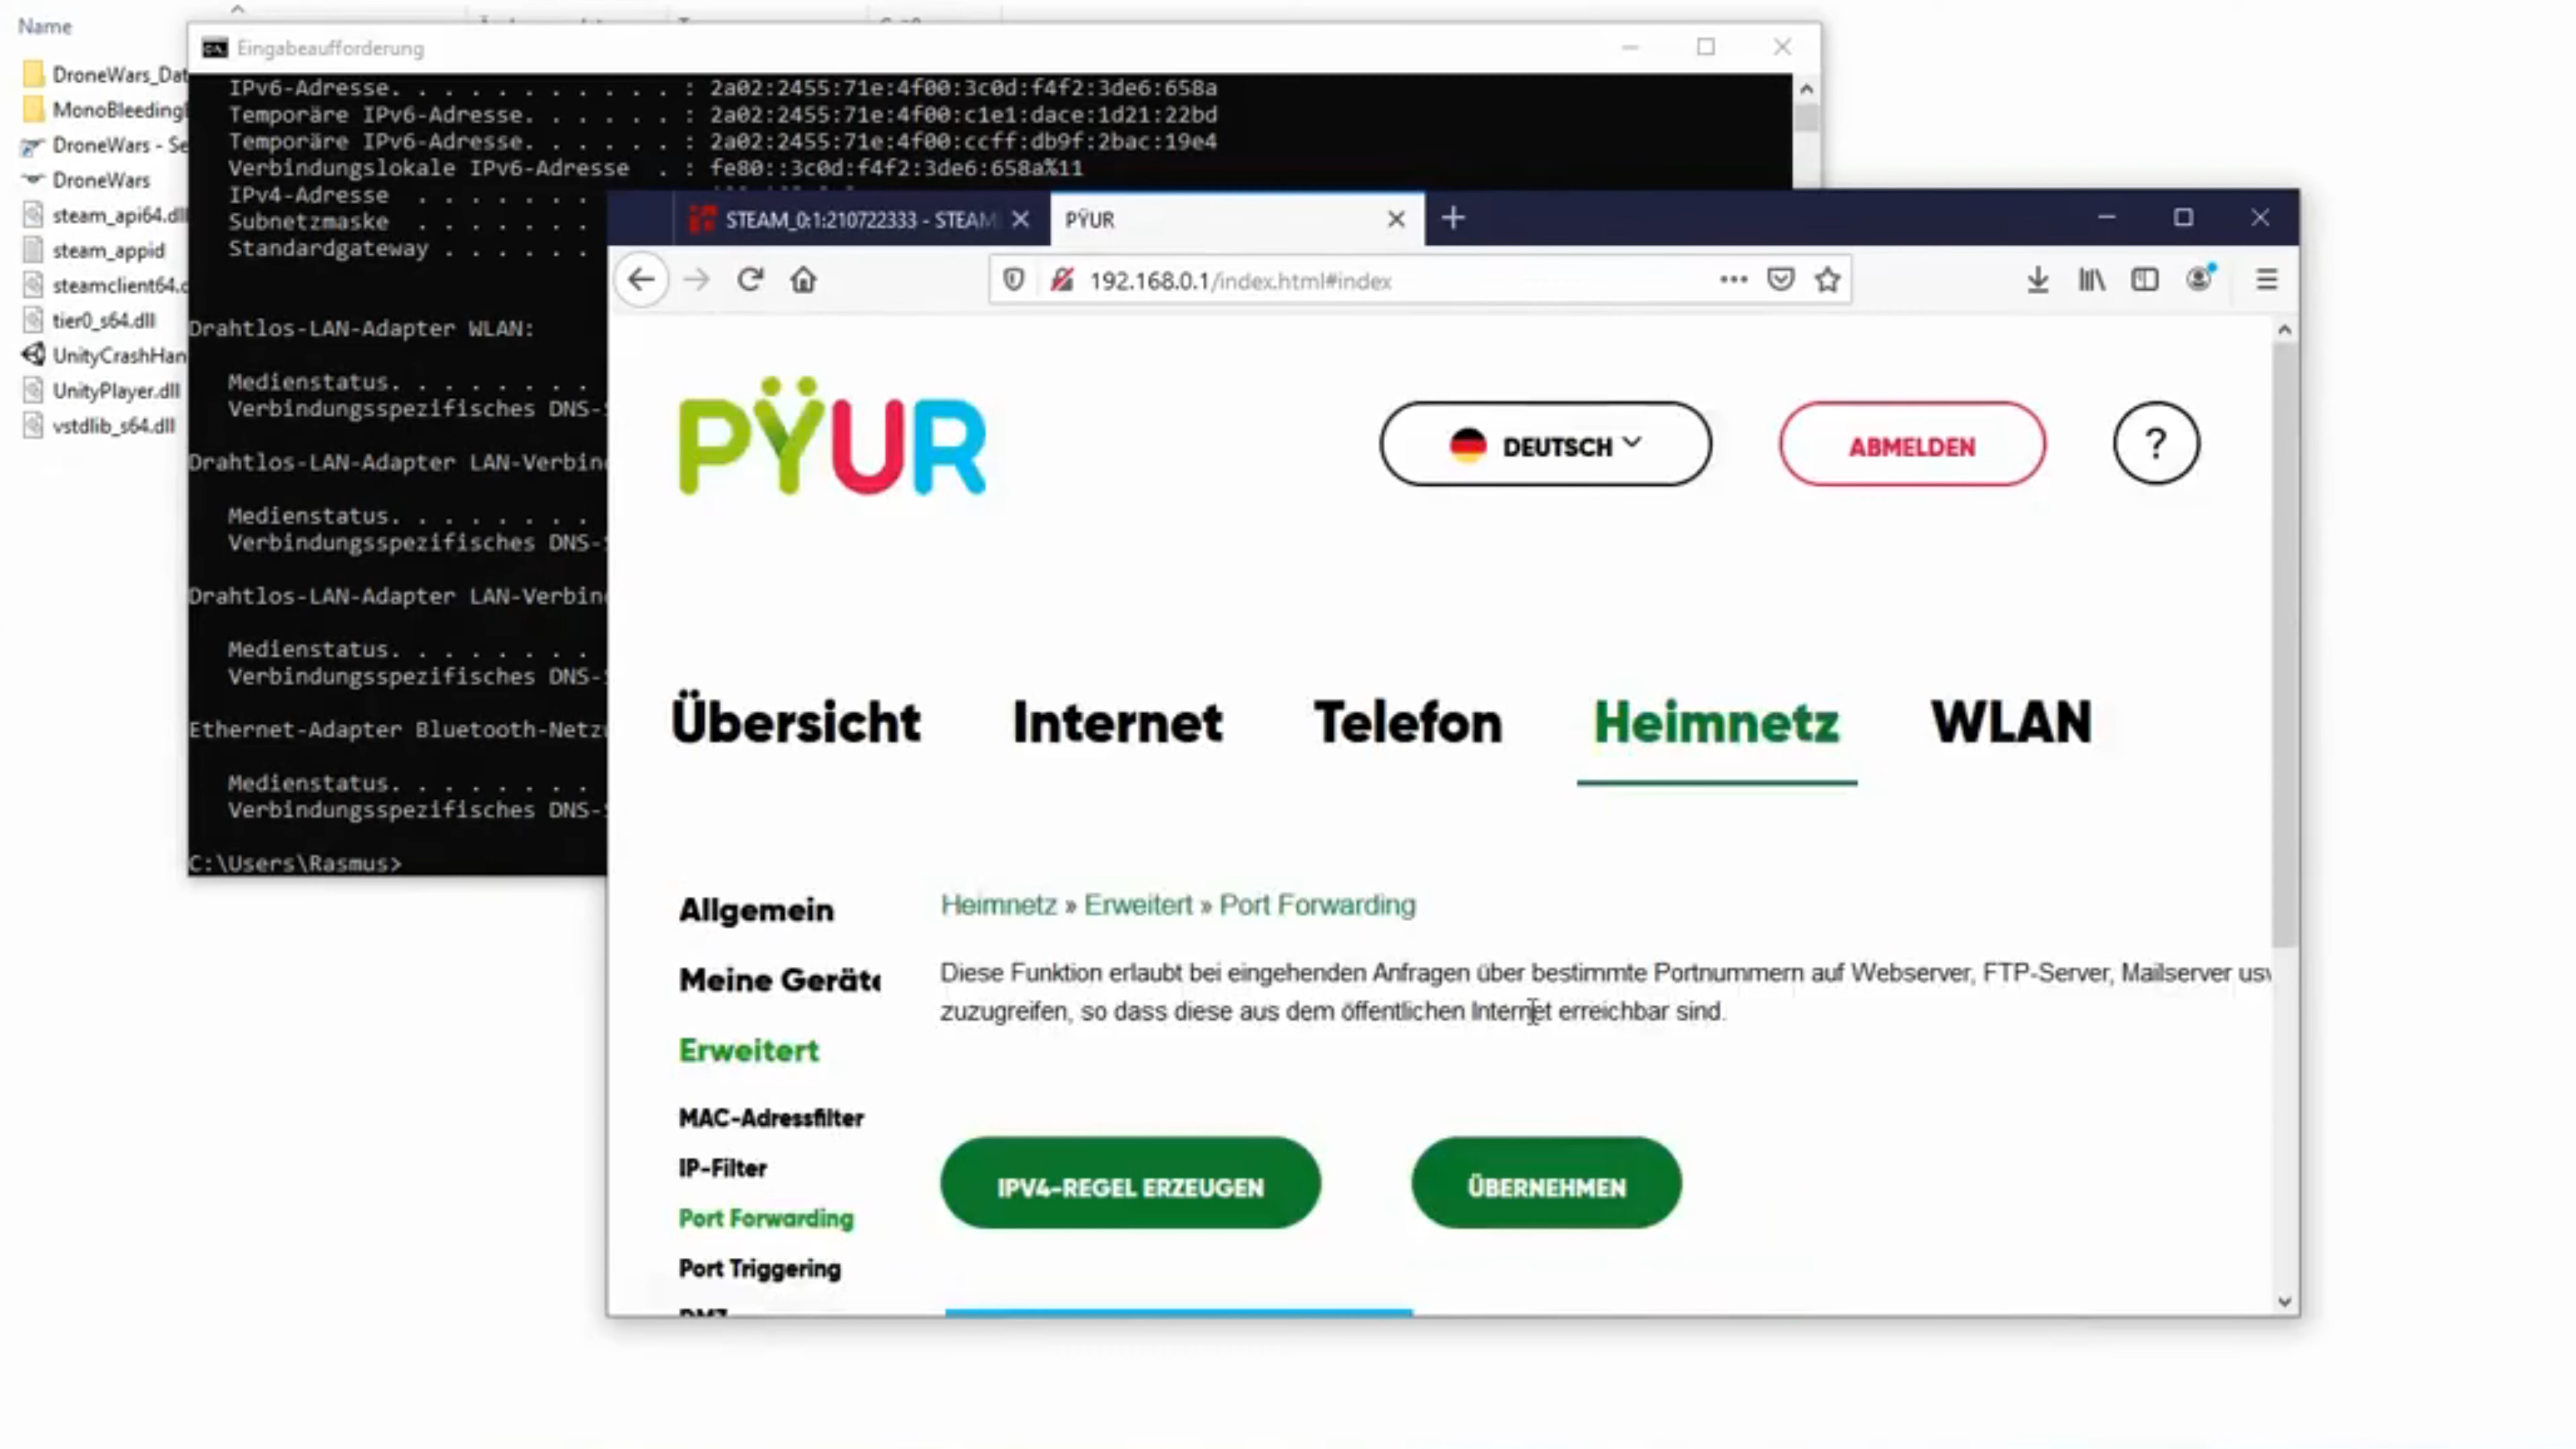 Name
DroneWars_Dat
MonoBleeding
DroneWars - Se
DroneWars
steam_api64.dll
steam_appid
steamclient64.d
tier0_s64.dll
UnityCrashHan
UnityPlayer.dll
vstdlib_s64.dll
Eingabeaufforderung
IPv6-Adresse. . . . . . . . . . . : 2a02:2455:71e:4f00:3c0d:f4f2:3de6:658a
Temporäre IPv6-Adresse. . . . . . : 2a02:2455:71e:4f00:c1e1:dace:1d21:22bd
Temporäre IPv6-Adresse. . . . . . : 2a02:2455:71e:4f00:ccff:db9f:2bac:19e4
Verbindungslokale IPv6-Adresse . : fe80::3c0d:f4f2:3de6:658a%11
IPv4-Adresse . . . . . . .
Subnetzmaske . . . . . . .
Standardgateway . . . . . .
Drahtlos-LAN-Adapter WLAN:
Medienstatus. . . . . . . .
Verbindungsspezifisches DNS-S
Drahtlos-LAN-Adapter LAN-Verbind
Medienstatus. . . . . . . .
Verbindungsspezifisches DNS-S
Drahtlos-LAN-Adapter LAN-Verbind
Medienstatus. . . . . . . .
Verbindungsspezifisches DNS-S
Ethernet-Adapter Bluetooth-Netzw
Medienstatus. . . . . . . .
Verbindungsspezifisches DNS-S
C:\Users\Rasmus>
STEAM_0:1:210722333 - STEAM
PŸUR
192.168.0.1/index.html#index
PŸUR
DEUTSCH
ABMELDEN
?
Übersicht
Internet
Telefon
Heimnetz
WLAN
Allgemein
Meine Geräte
Erweitert
MAC-Adressfilter
IP-Filter
Port Forwarding
Port Triggering
DMZ
Heimnetz » Erweitert » Port Forwarding
Diese Funktion erlaubt bei eingehenden Anfragen über bestimmte Portnummern auf Webserver, FTP-Server, Mailserver usw
zuzugreifen, so dass diese aus dem öffentlichen Internet erreichbar sind.
IPV4-REGEL ERZEUGEN
ÜBERNEHMEN